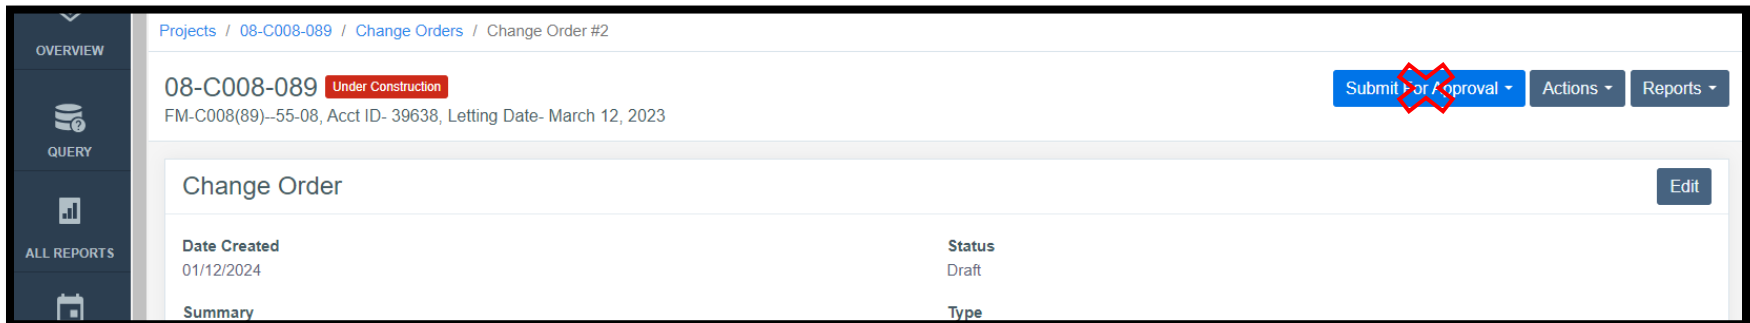 OVERVIEW
QUERY
ALL REPORTS
Projects / 08-C008-089 / Change Orders / Change Order #2
08-C008-089 Under Construction
FM-C008(89)--55-08, Acct ID- 39638, Letting Date- March 12, 2023
Submit For Approval Actions Reports
Change Order Edit
Date Created Status
01/12/2024 Draft
Summary Type